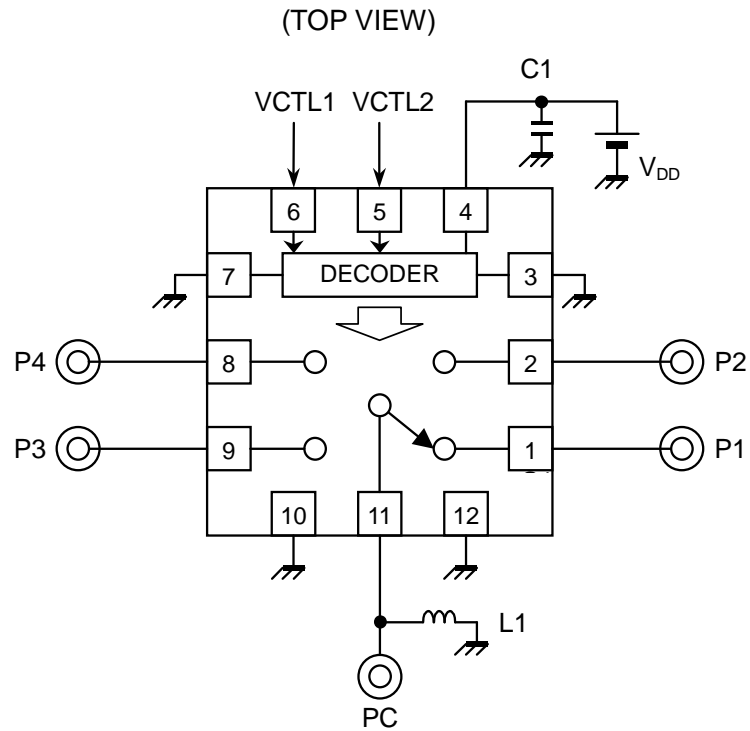 (TOP VIEW)
C1
VCTL1 VCTL2
V_DD
6 5 4
7 DECODER 3
P4 8 2 P2
P3 9 1 P1
10 11 12
L1
PC